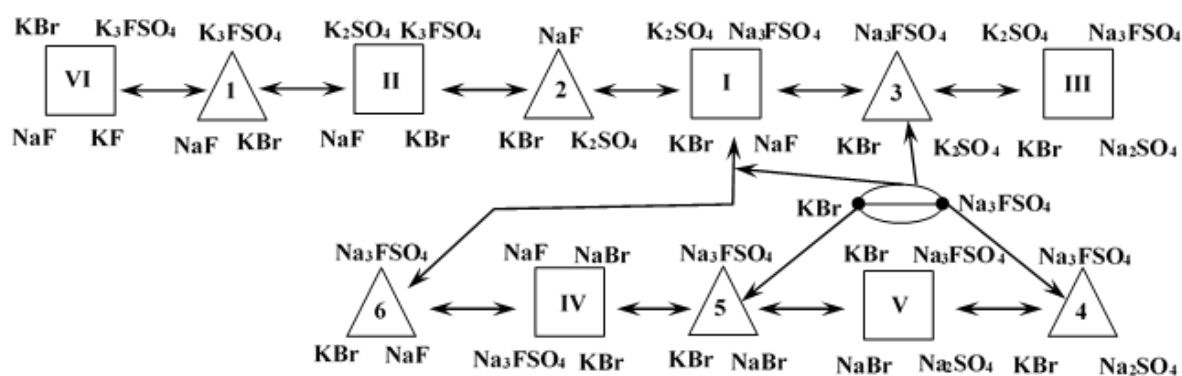 KBr K₃FSO₄ K₃FSO₄ K₂SO₄ K₃FSO₄ NaF K₂SO₄ Na₃FSO₄ Na₃FSO₄ K₂SO₄ Na₃FSO₄
VI 1 II 2 I 3 III
NaF KF NaF KBr NaF KBr KBr K₂SO₄ KBr NaF KBr K₂SO₄ KBr Na₂SO₄
KBr Na₃FSO₄
Na₃FSO₄ NaF NaBr Na₃FSO₄ KBr Na₃FSO₄ Na₃FSO₄
6 IV 5 V 4
KBr NaF Na₃FSO₄ KBr KBr NaBr NaBr Na₂SO₄ KBr Na₂SO₄